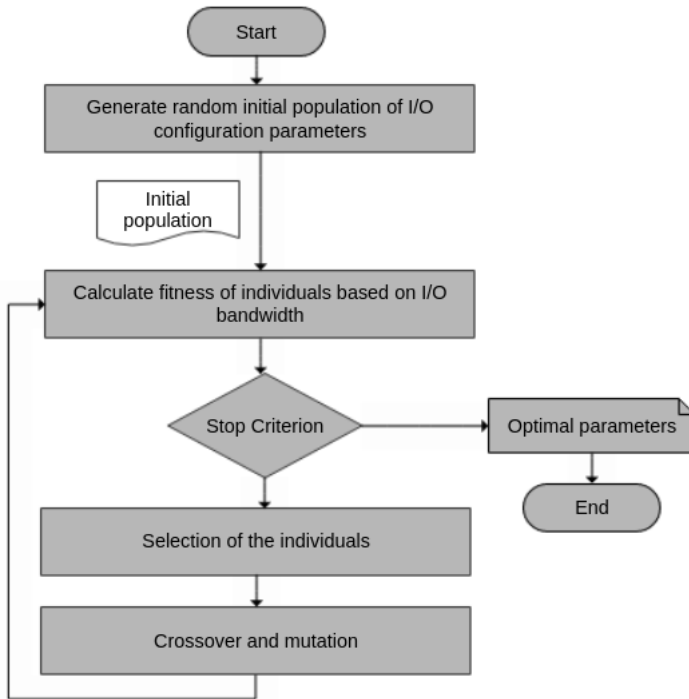 Start
Generate random initial population of I/O
configuration parameters
Initial
population
Calculate fitness of individuals based on I/O
bandwidth
Stop Criterion
Optimal parameters
End
Selection of the individuals
Crossover and mutation